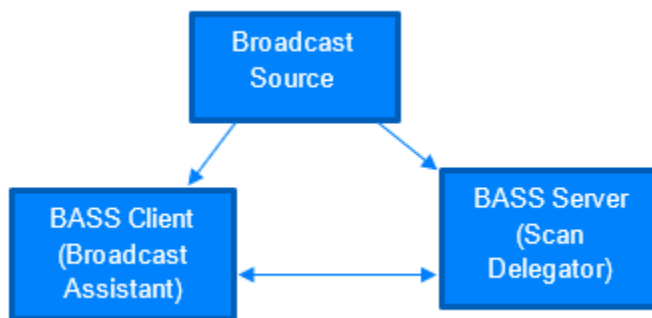 Broadcast
Source
BASS Client
(Broadcast
Assistant)
BASS Server
(Scan
Delegator)